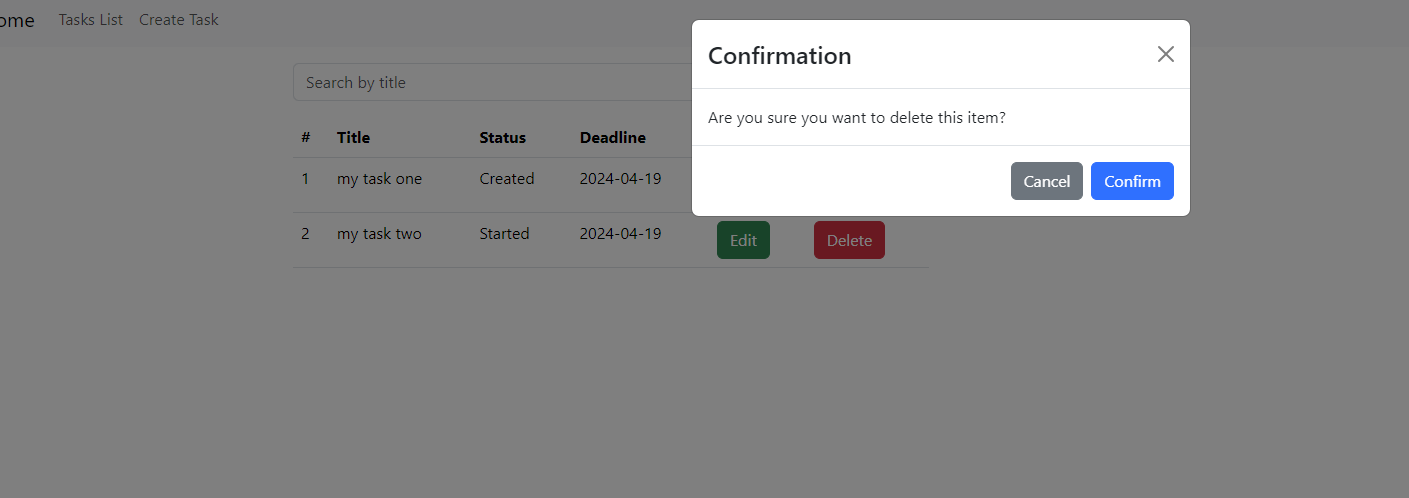 ome Tasks List Create Task
Confirmation
Search by title
Are you sure you want to delete this item?
# Title Status Deadline
1 my task one Created 2024-04-19
Cancel Confirm
2 my task two Started 2024-04-19 Edit Delete